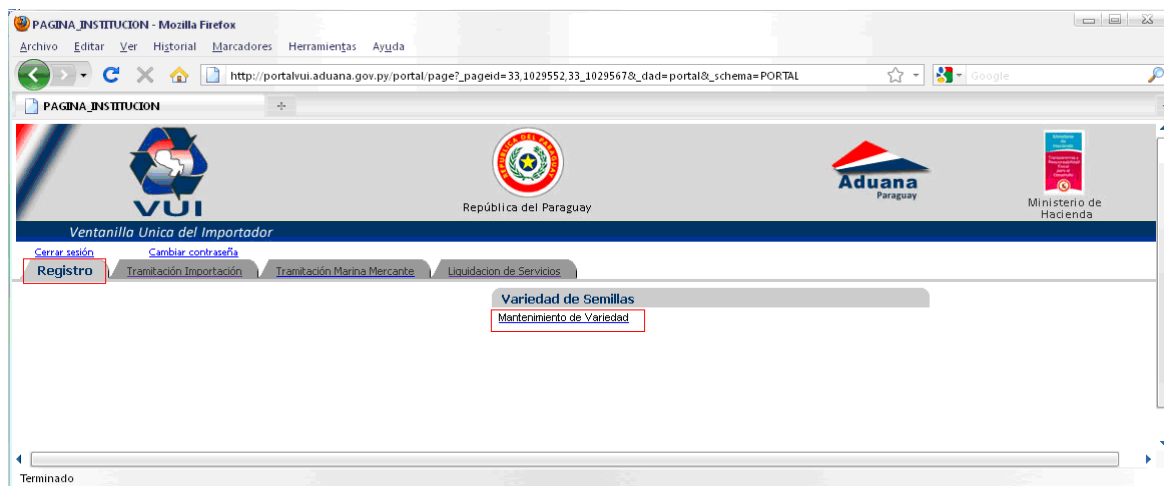 PAGINA_INSTITUCION - Mozilla Firefox
Archivo Editar Ver Historial Marcadores Herramientas Ayuda
http://portalvui.aduana.gov.py/portal/page?_pageid=33,1029552,33_1029567&_dad=portal&_schema=PORTAL
Google
PAGINA_INSTITUCION
VUI
República del Paraguay
Aduana
Paraguay
Ministerio de
Hacienda
Ventanilla Unica del Importador
Cerrar sesión Cambiar contraseña
Registro Tramitación Importación Tramitación Marina Mercante Liquidacion de Servicios
Variedad de Semillas
Mantenimiento de Variedad
Terminado